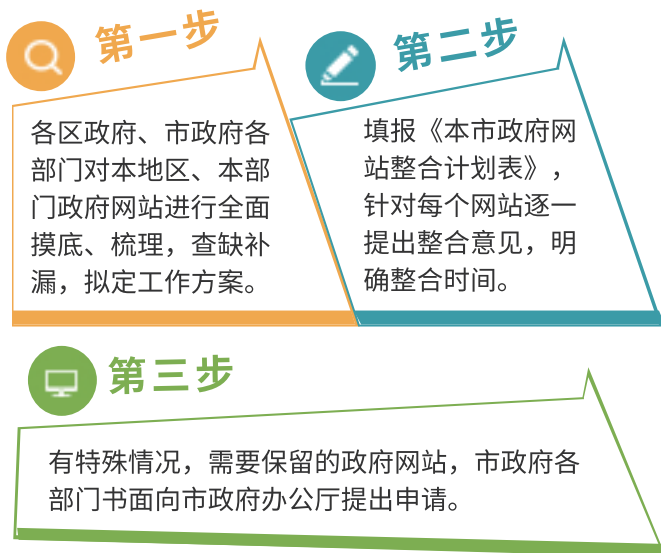 第一步
各区政府、市政府各
部门对本地区、本部
门政府网站进行全面
摸底、梳理，查缺补
漏，拟定工作方案。
第二步
填报《本市政府网
站整合计划表》，
针对每个网站逐一
提出整合意见，明
确整合时间。
第三步
有特殊情况，需要保留的政府网站，市政府各
部门书面向市政府办公厅提出申请。